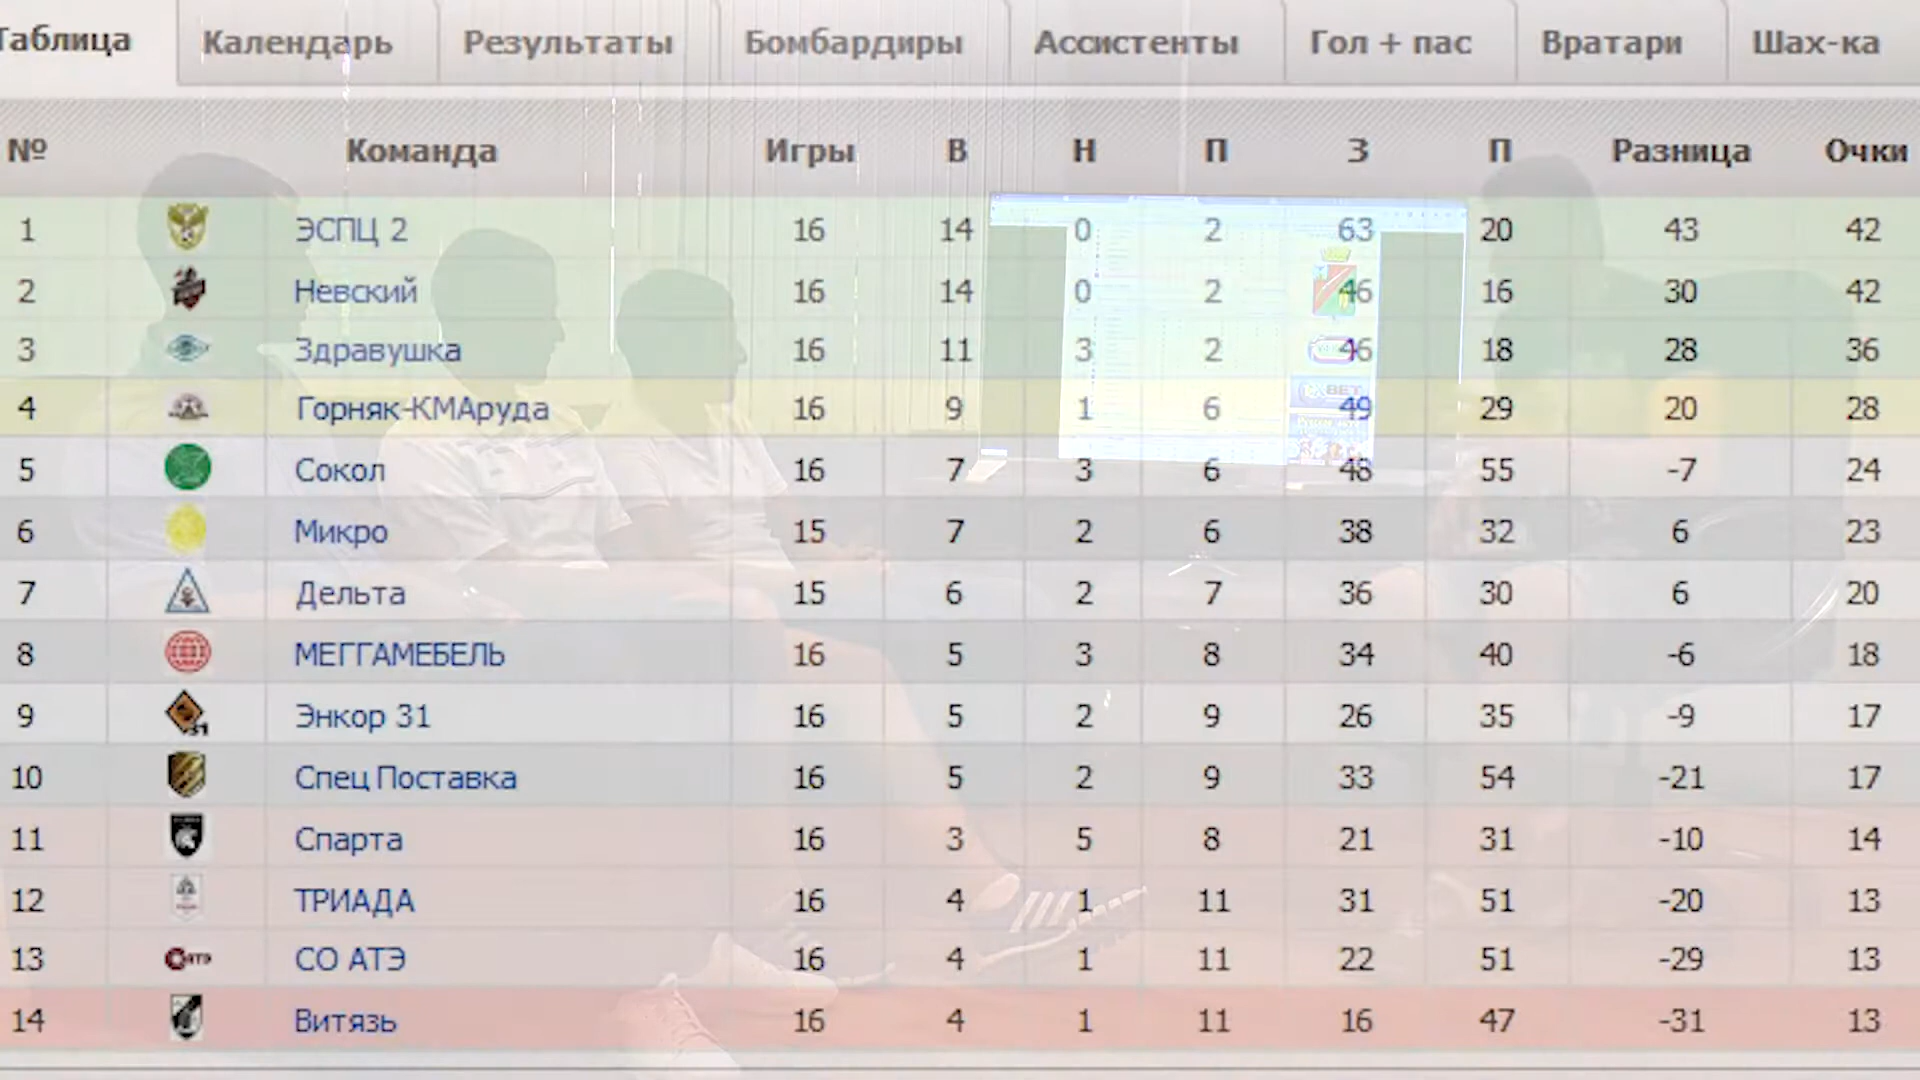 Таблица Календарь Результаты Бомбардиры Ассистенты Гол + пас Вратари Шах-ка
№ Команда Игры В Н П З П Разница Очки
1 ЭСПЦ 2 16 14 0 2 63 20 43 42
2 Невский 16 14 0 2 46 16 30 42
3 Здравушка 16 11 3 2 46 18 28 36
4 Горняк-КМАруда 16 9 1 6 49 29 20 28
5 Сокол 16 7 3 6 48 55 -7 24
6 Микро 15 7 2 6 38 32 6 23
7 Дельта 15 6 2 7 36 30 6 20
8 МЕГГАМЕБЕЛЬ 16 5 3 8 34 40 -6 18
9 Энкор 31 16 5 2 9 26 35 -9 17
10 Спец Поставка 16 5 2 9 33 54 -21 17
11 Спарта 16 3 5 8 21 31 -10 14
12 ТРИАДА 16 4 1 11 31 51 -20 13
13 СО АТЭ 16 4 1 11 22 51 -29 13
14 Витязь 16 4 1 11 16 47 -31 13